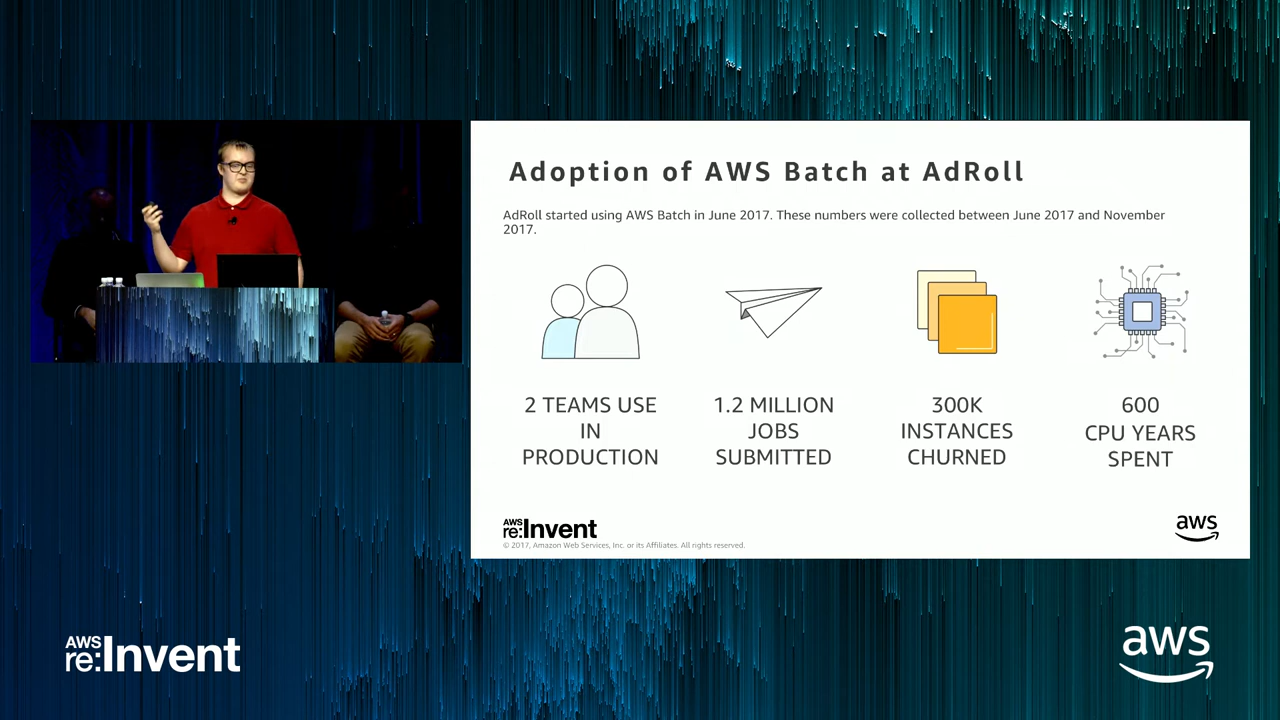 Adoption of AWS Batch at AdRoll
AdRoll started using AWS Batch in June 2017. These numbers were collected between June 2017 and November
2017.
2 TEAMS USE
IN
PRODUCTION
1.2 MILLION
JOBS
SUBMITTED
300K
INSTANCES
CHURNED
600
CPU YEARS
SPENT
AWS
re:Invent
© 2017, Amazon Web Services, Inc. or its Affiliates. All rights reserved.
aws
AWS
re:Invent
aws